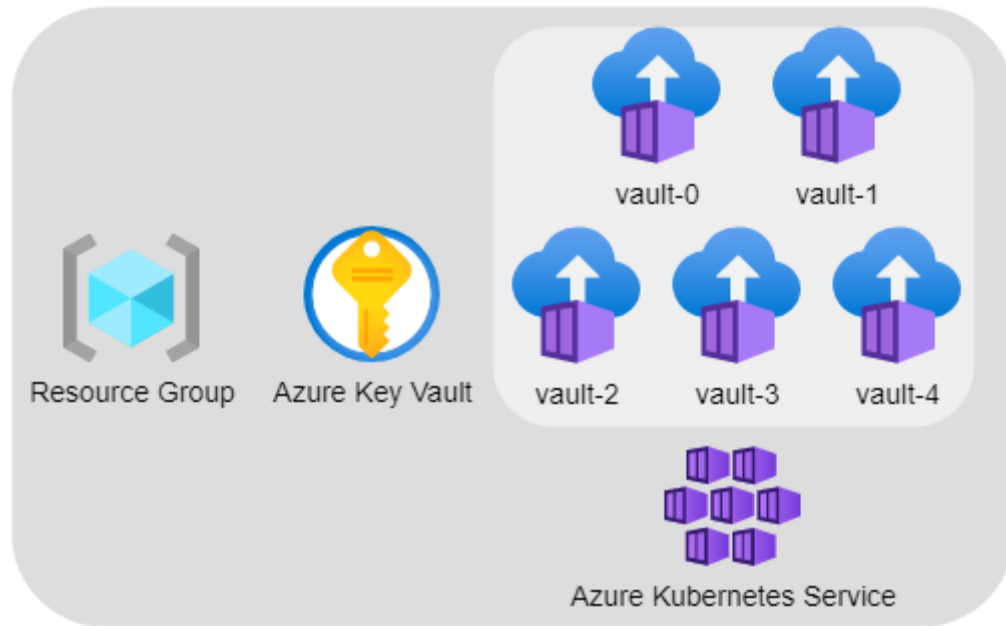 vault-0
vault-1
Resource Group
Azure Key Vault
vault-2
vault-3
vault-4
Azure Kubernetes Service